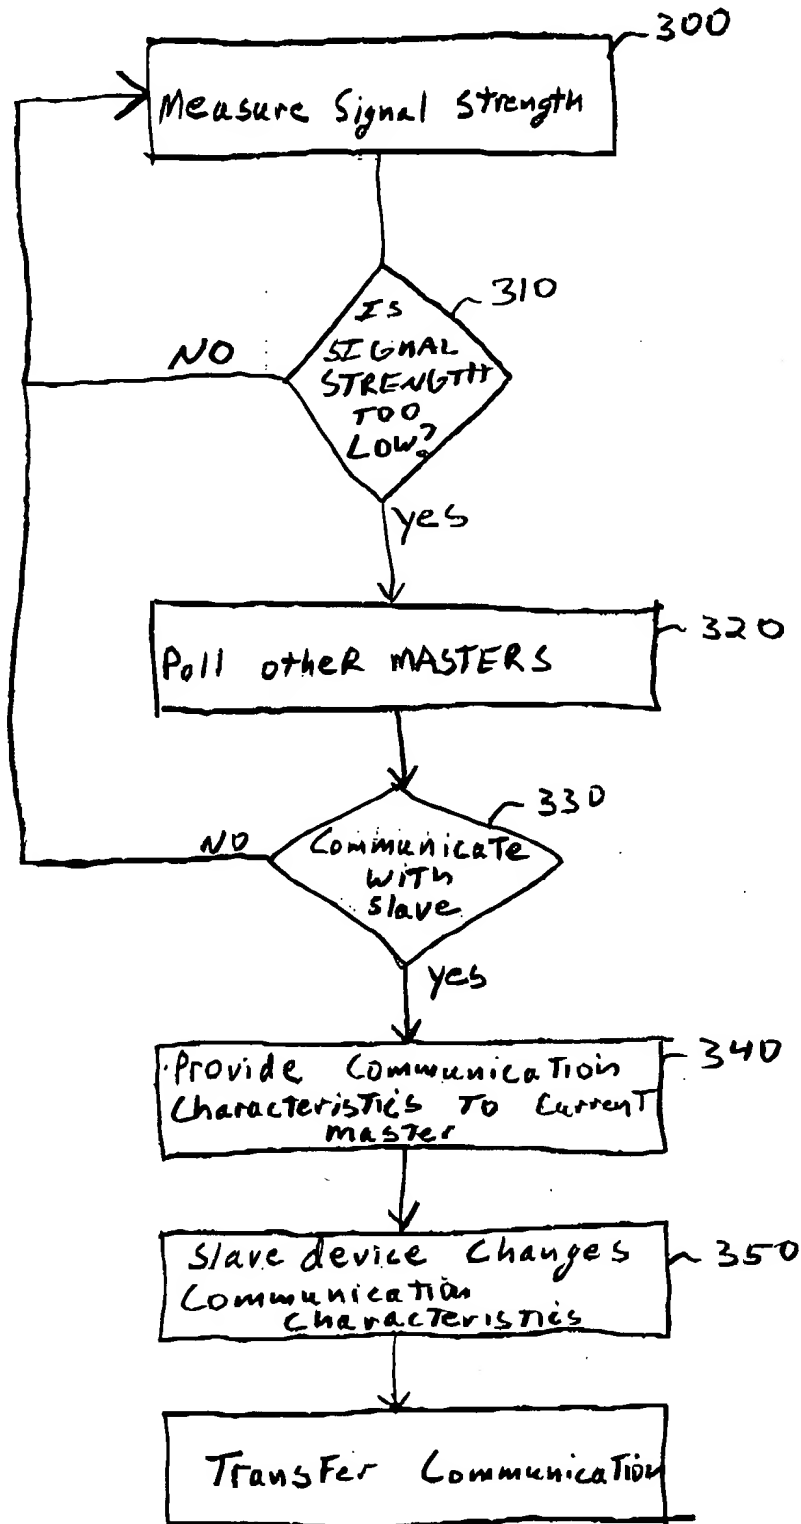 300
Measure Signal Strength
310
Is
SIGNAL
STRENGTH
TOO
LOW?
NO
yes
320
Poll otheR MASTERS
330
Communicate
with
slave
NO
yes
340
Provide Communication
Characteristics To Current
master
350
Slave device Changes
Communication
Characteristics
Transfer Communication